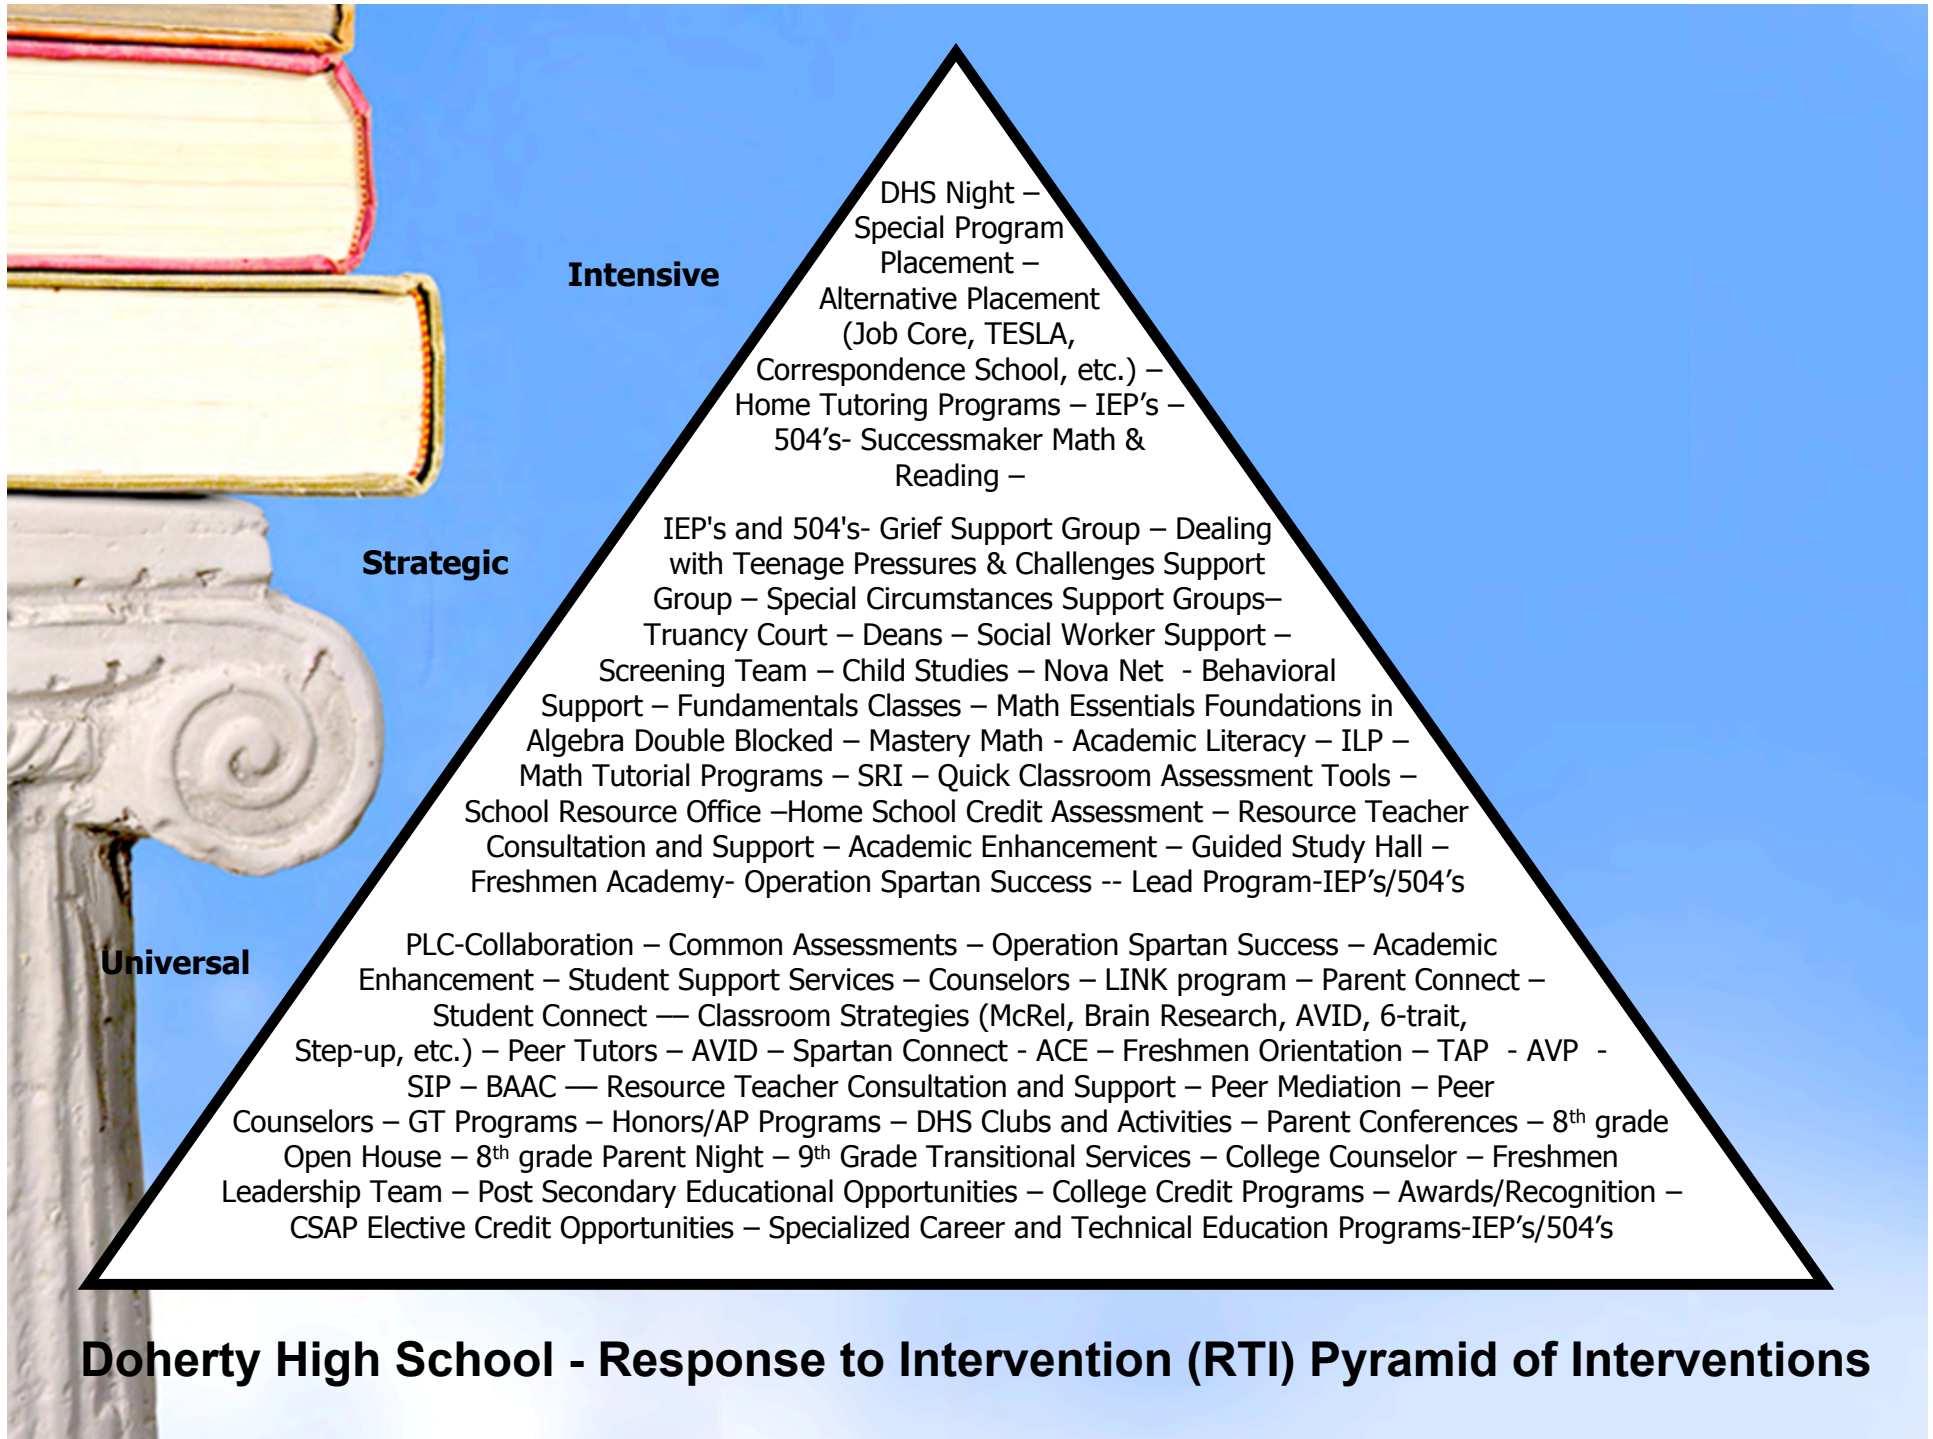 DHS Night –
Special Program
Placement –
Alternative Placement
(Job Core, TESLA,
Correspondence School, etc.) –
Home Tutoring Programs – IEP’s –
504’s- Successmaker Math &
Reading –
Intensive
IEP's and 504's- Grief Support Group – Dealing
with Teenage Pressures & Challenges Support
Group – Special Circumstances Support Groups–
Truancy Court – Deans – Social Worker Support –
Screening Team – Child Studies – Nova Net  - Behavioral
Support – Fundamentals Classes – Math Essentials Foundations in
Algebra Double Blocked – Mastery Math - Academic Literacy – ILP –
Math Tutorial Programs – SRI – Quick Classroom Assessment Tools –
School Resource Office –Home School Credit Assessment – Resource Teacher
Consultation and Support – Academic Enhancement – Guided Study Hall –
Freshmen Academy- Operation Spartan Success -- Lead Program-IEP’s/504’s
Strategic
PLC-Collaboration – Common Assessments – Operation Spartan Success – Academic
Enhancement – Student Support Services – Counselors – LINK program – Parent Connect –
Student Connect –– Classroom Strategies (McRel, Brain Research, AVID, 6-trait,
Step-up, etc.) – Peer Tutors – AVID – Spartan Connect - ACE – Freshmen Orientation – TAP  - AVP  -
SIP – BAAC –– Resource Teacher Consultation and Support – Peer Mediation – Peer
Counselors – GT Programs – Honors/AP Programs – DHS Clubs and Activities – Parent Conferences – 8th grade
Open House – 8th grade Parent Night – 9th Grade Transitional Services – College Counselor – Freshmen
Leadership Team – Post Secondary Educational Opportunities – College Credit Programs – Awards/Recognition –
CSAP Elective Credit Opportunities – Specialized Career and Technical Education Programs-IEP’s/504’s
Universal
Doherty High School - Response to Intervention (RTI) Pyramid of Interventions